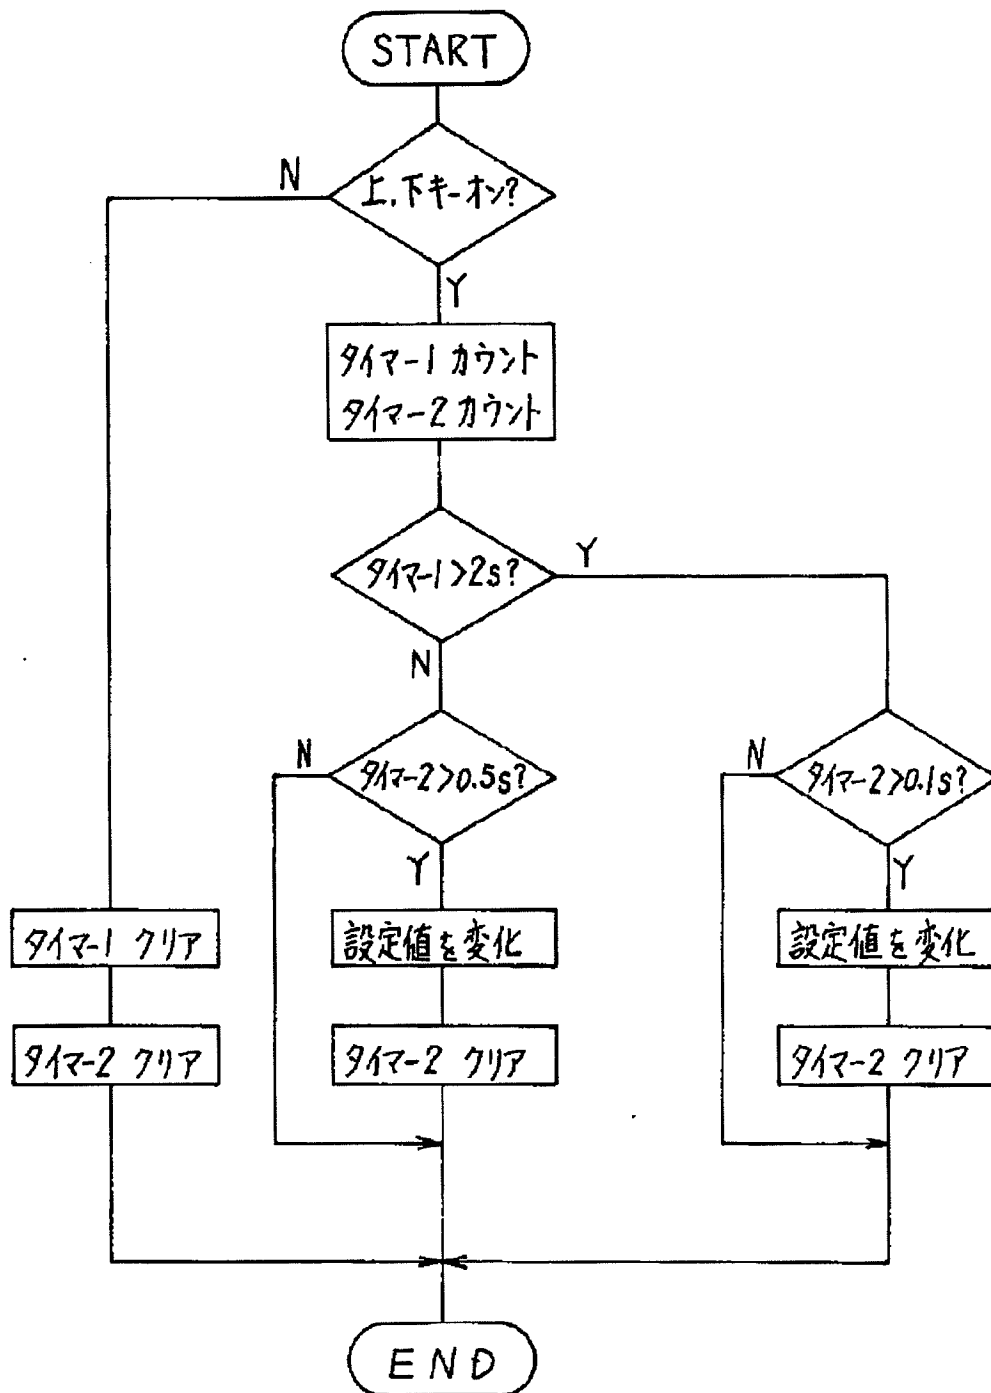 START
上,下キーオン?
N
Y
タイマー1 カウント
タイマー2 カウント
タイマー1>2s?
Y
N
タイマー2>0.5s?
N
Y
タイマー2>0.1s?
N
Y
タイマー1 クリア
設定値を変化
設定値を変化
タイマー2 クリア
タイマー2 クリア
タイマー2 クリア
END